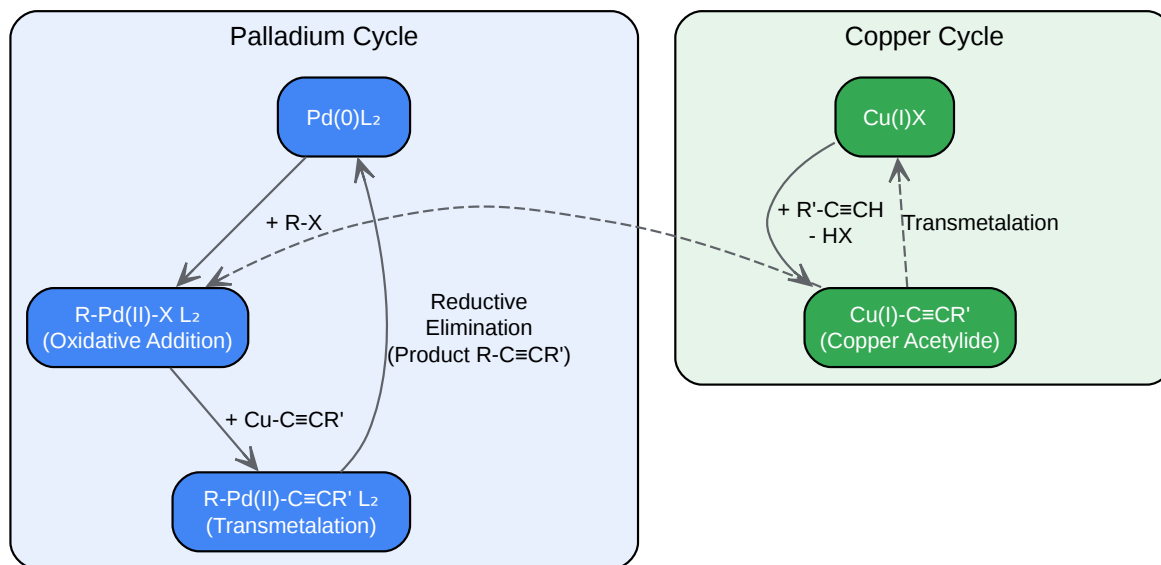 Palladium Cycle
Pd(0)L₂
+ R-X
R-Pd(II)-X L₂
(Oxidative Addition)
Reductive
Elimination
(Product R-C≡CR')
+ Cu-C≡CR'
R-Pd(II)-C≡CR' L₂
(Transmetalation)
Copper Cycle
Cu(I)X
+ R'-C≡CH
- HX
Transmetalation
Cu(I)-C≡CR'
(Copper Acetylide)